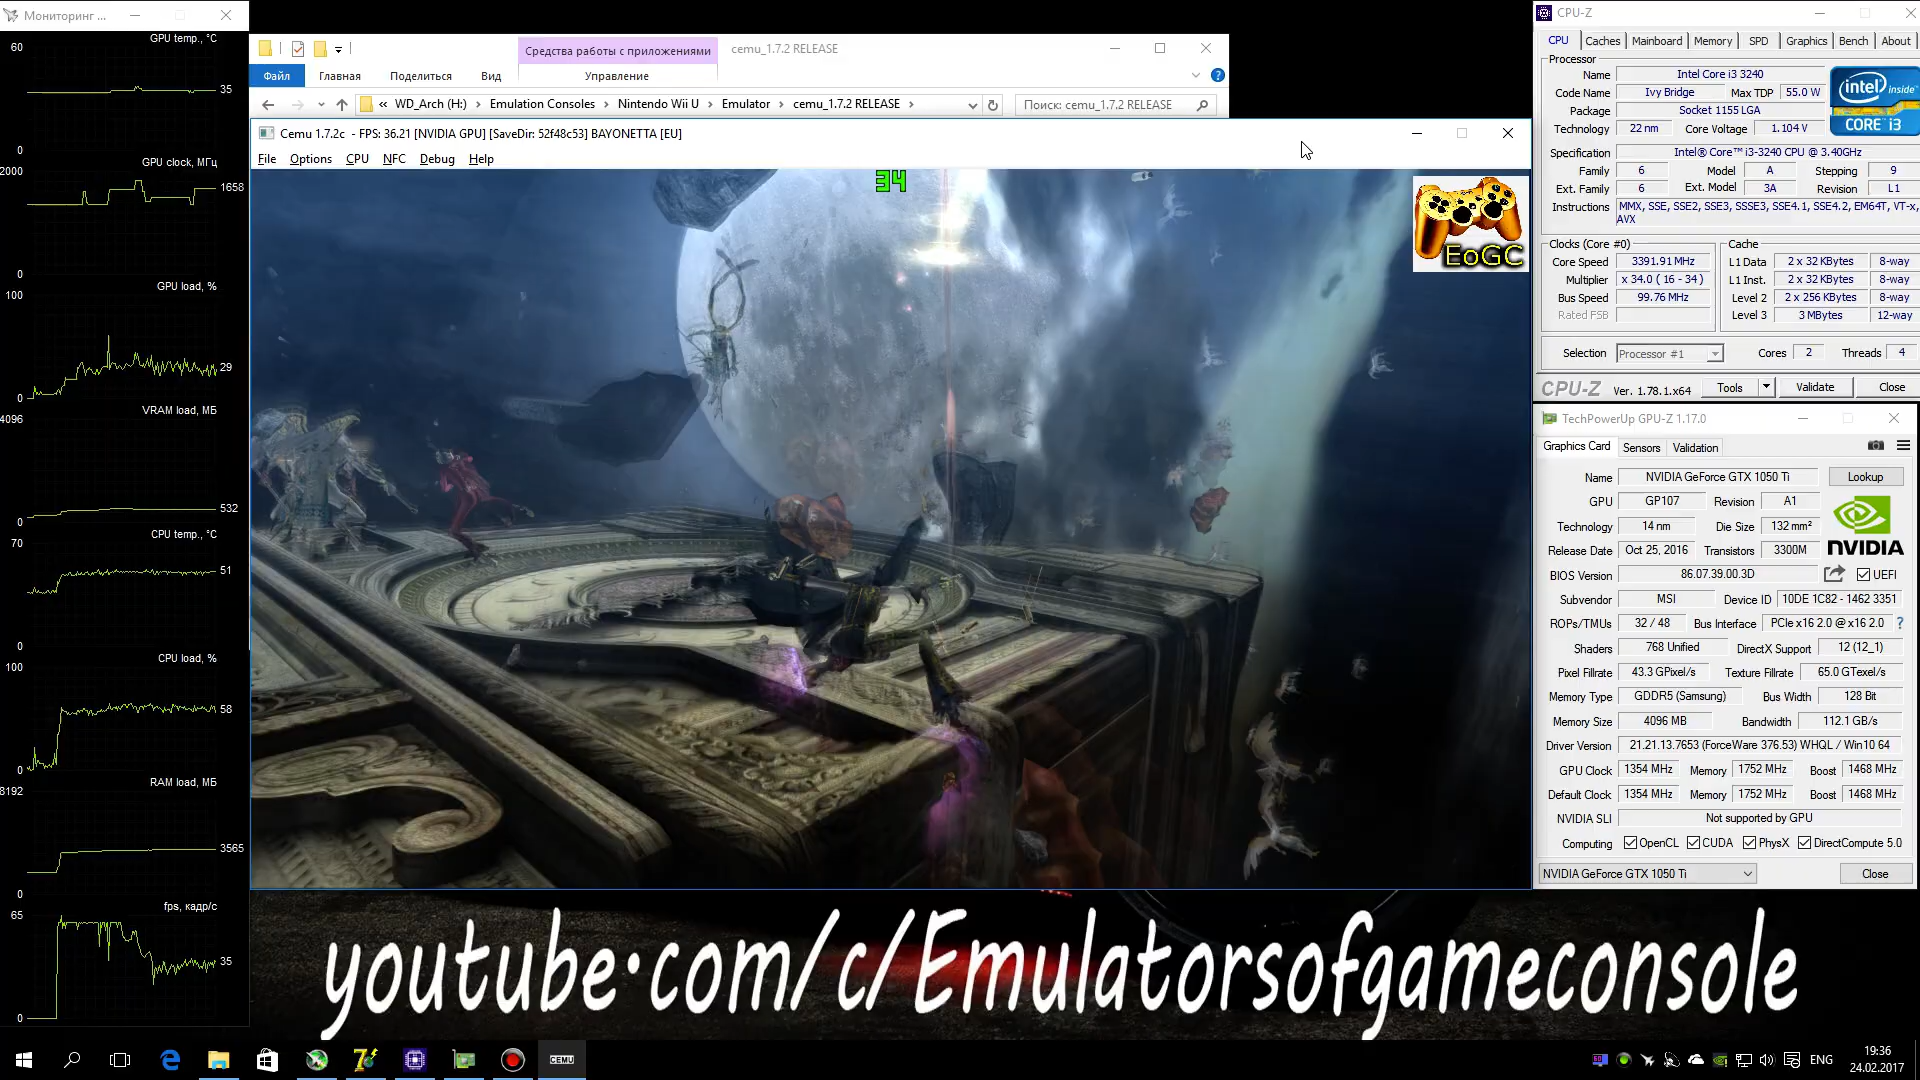 Мониторинг ...
GPU temp., °C
60
35
0
GPU clock, МГц
2000
1658
0
GPU load, %
100
29
0
VRAM load, МБ
4096
532
0
CPU temp., °C
70
51
0
CPU load, %
100
58
0
RAM load, МБ
8192
3565
0
fps, кадр/с
65
35
0
Средства работы с приложениями
cemu_1.7.2 RELEASE
Файл Главная Поделиться Вид Управление
« WD_Arch (H:) › Emulation Consoles › Nintendo Wii U › Emulator › cemu_1.7.2 RELEASE ›
Поиск: cemu_1.7.2 RELEASE
Cemu 1.7.2c - FPS: 36.21 [NVIDIA GPU] [SaveDir: 52f48c53] BAYONETTA [EU]
File Options CPU NFC Debug Help
34
EoGC
CPU-Z
CPU Caches Mainboard Memory SPD Graphics Bench About
Processor
Name Intel Core i3 3240
Code Name Ivy Bridge Max TDP 55.0 W
Package Socket 1155 LGA
Technology 22 nm Core Voltage 1.104 V
intel inside
CORE i3
Specification Intel® Core™ i3-3240 CPU @ 3.40GHz
Family 6 Model A Stepping 9
Ext. Family 6 Ext. Model 3A Revision L1
Instructions MMX, SSE, SSE2, SSE3, SSSE3, SSE4.1, SSE4.2, EM64T, VT-x,
AVX
Clocks (Core #0)
Core Speed 3391.91 MHz
Multiplier x 34.0 ( 16 - 34 )
Bus Speed 99.76 MHz
Rated FSB
Cache
L1 Data 2 x 32 KBytes 8-way
L1 Inst. 2 x 32 KBytes 8-way
Level 2 2 x 256 KBytes 8-way
Level 3 3 MBytes 12-way
Selection Processor #1 Cores 2 Threads 4
CPU-Z Ver. 1.78.1.x64 Tools Validate Close
TechPowerUp GPU-Z 1.17.0
Graphics Card Sensors Validation
Name NVIDIA GeForce GTX 1050 Ti Lookup
GPU GP107 Revision A1
Technology 14 nm Die Size 132 mm²
Release Date Oct 25, 2016 Transistors 3300M
NVIDIA
BIOS Version 86.07.39.00.3D UEFI
Subvendor MSI Device ID 10DE 1C82 - 1462 3351
ROPs/TMUs 32 / 48 Bus Interface PCIe x16 2.0 @ x16 2.0 ?
Shaders 768 Unified DirectX Support 12 (12_1)
Pixel Fillrate 43.3 GPixel/s Texture Fillrate 65.0 GTexel/s
Memory Type GDDR5 (Samsung) Bus Width 128 Bit
Memory Size 4096 MB Bandwidth 112.1 GB/s
Driver Version 21.21.13.7653 (ForceWare 376.53) WHQL / Win10 64
GPU Clock 1354 MHz Memory 1752 MHz Boost 1468 MHz
Default Clock 1354 MHz Memory 1752 MHz Boost 1468 MHz
NVIDIA SLI Not supported by GPU
Computing OpenCL CUDA PhysX DirectCompute 5.0
NVIDIA GeForce GTX 1050 Ti Close
youtube.com/c/Emulatorsofgameconsole
CEMU
ENG
19:36
24.02.2017